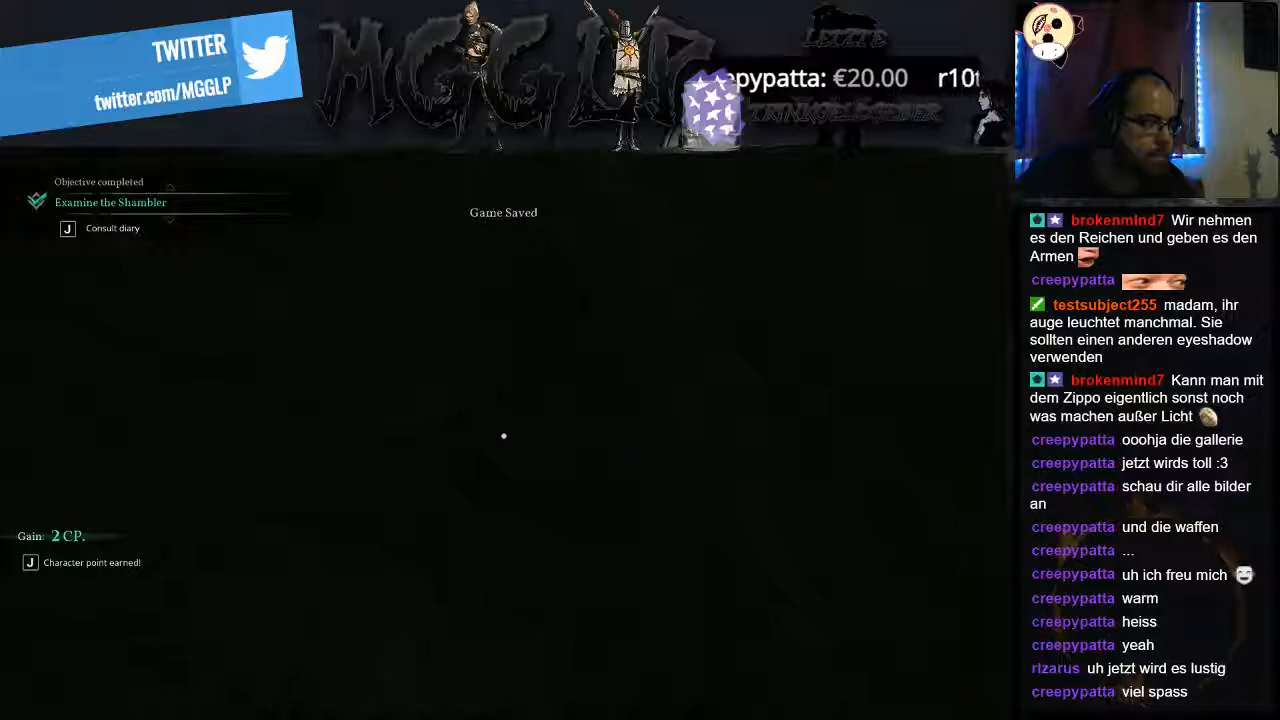 TWITTER
twitter.com/MGGLP
MGGLP
LETZTE
epypatta: €20.00 r10t
TRINKGELDGEBER
Objective completed
Examine the Shambler
J Consult diary
Game Saved
Gain: 2 CP.
J Character point earned!
brokenmind7 Wir nehmen
es den Reichen und geben es den
Armen
creepypatta
testsubject255 madam, ihr
auge leuchtet manchmal. Sie
sollten einen anderen eyeshadow
verwenden
brokenmind7 Kann man mit
dem Zippo eigentlich sonst noch
was machen außer Licht
creepypatta ooohja die gallerie
creepypatta jetzt wirds toll :3
creepypatta schau dir alle bilder
an
creepypatta und die waffen
creepypatta ...
creepypatta uh ich freu mich
creepypatta warm
creepypatta heiss
creepypatta yeah
rizarus uh jetzt wird es lustig
creepypatta viel spass